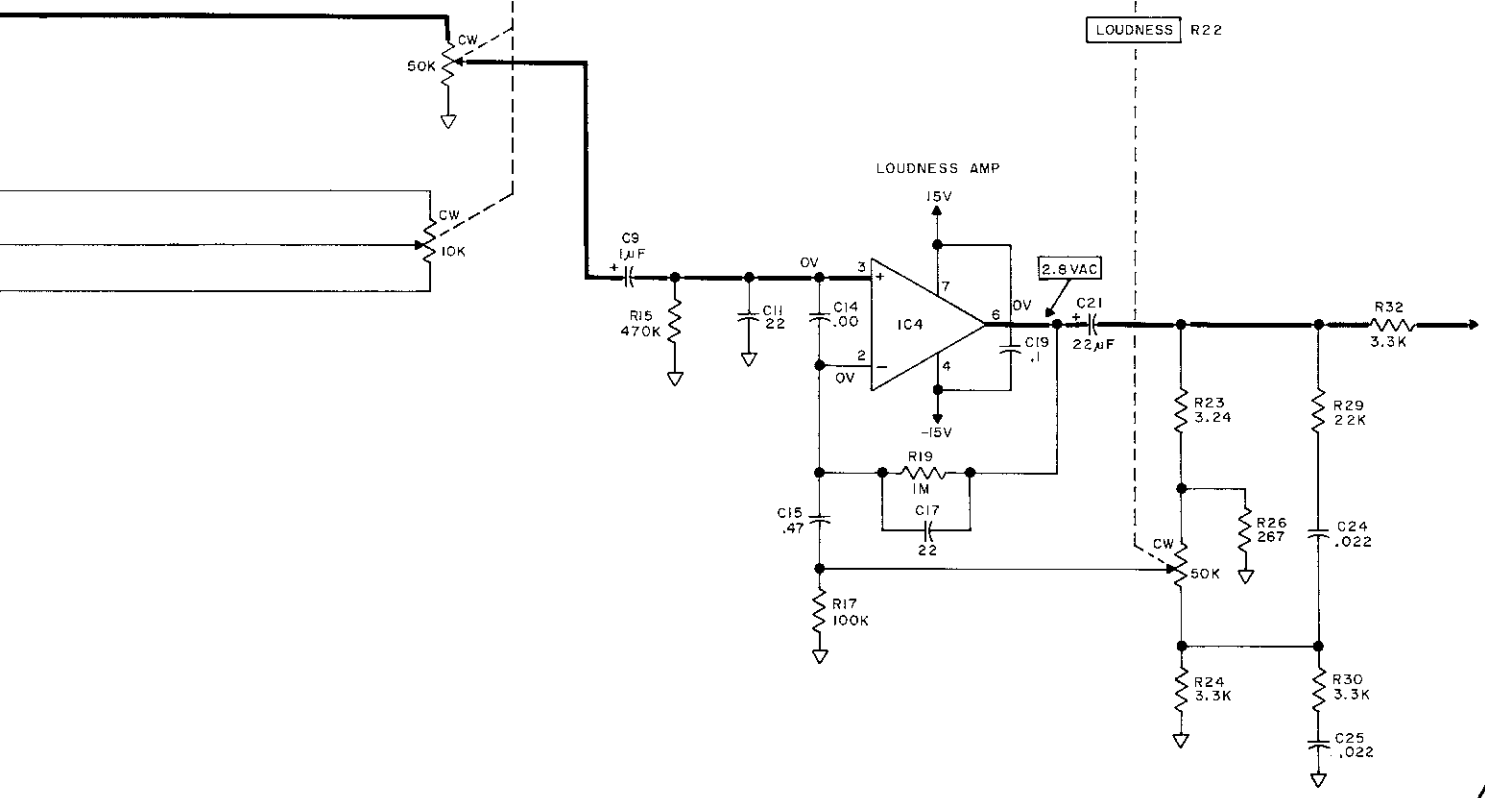 LOUDNESS R22
CW
50K
LOUDNESS AMP
15V
CW
10K
C9
1µF
+
0V
3
+
7
2.8VAC
R15
470K
C11
22
C14
.00
IC4
6
0V
+
C21
22µF
C19
.1
R32
3.3K
2
−
0V
4
-15V
R23
3.24
R29
22K
R19
1M
C17
22
C15
.47
R26
267
C24
.022
CW
50K
R17
100K
R24
3.3K
R30
3.3K
C25
.022